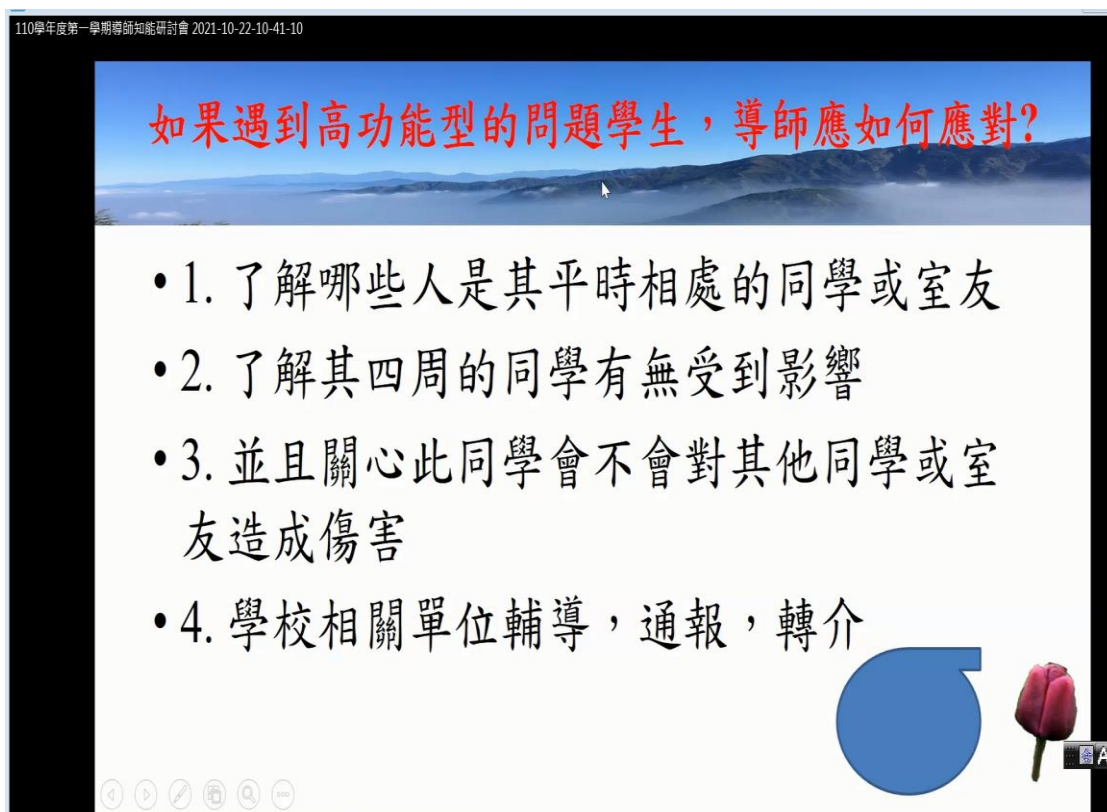 110學年度第一學期導師知能研討會 2021-10-22-10-41-10
如果遇到高功能型的問題學生，導師應如何應對?
•1. 了解哪些人是其平時相處的同學或室友
•2. 了解其四周的同學有無受到影響
•3. 並且關心此同學會不會對其他同學或室
友造成傷害
•4. 學校相關單位輔導，通報，轉介
A